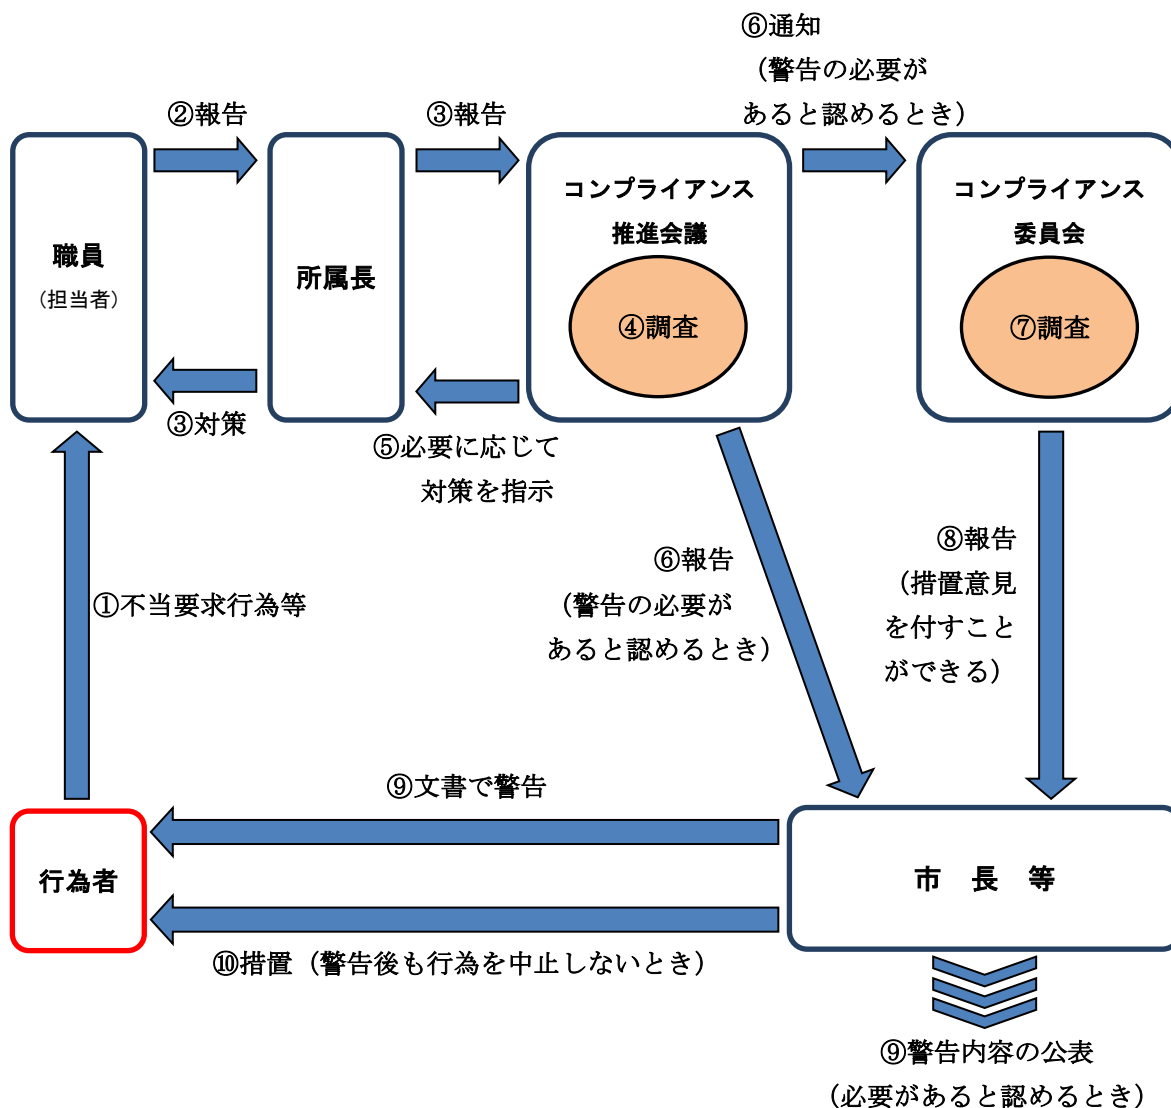 ⑥通知
（警告の必要が
あると認めるとき）
②報告
③報告
職員
（担当者）
所属長
コンプライアンス
推進会議
④調査
コンプライアンス
委員会
⑦調査
③対策
⑤必要に応じて
対策を指示
①不当要求行為等
⑥報告
（警告の必要が
あると認めるとき）
⑧報告
（措置意見
を付すこと
ができる）
⑨文書で警告
行為者
市　長　等
⑩措置（警告後も行為を中止しないとき）
⑨警告内容の公表
（必要があると認めるとき）